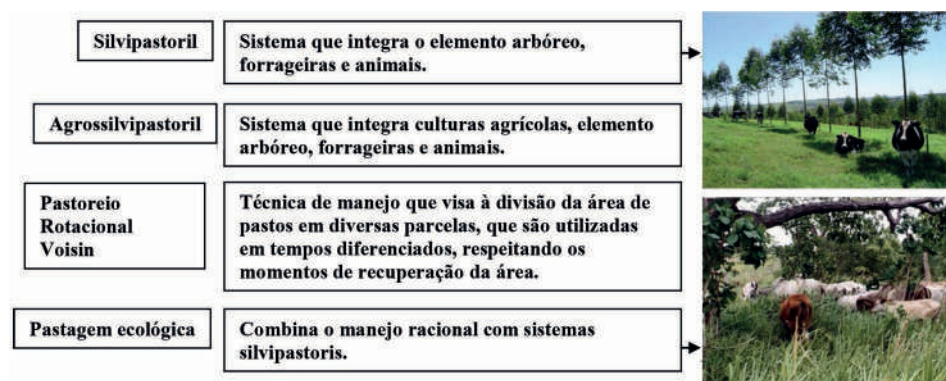 Silvipastoril
Sistema que integra o elemento arbóreo,
forrageiras e animais.
Agrossilvipastoril
Sistema que integra culturas agrícolas, elemento
arbóreo, forrageiras e animais.
Pastoreio
Rotacional
Voisin
Técnica de manejo que visa à divisão da área de
pastos em diversas parcelas, que são utilizadas
em tempos diferenciados, respeitando os
momentos de recuperação da área.
Pastagem ecológica
Combina o manejo racional com sistemas
silvipastoris.